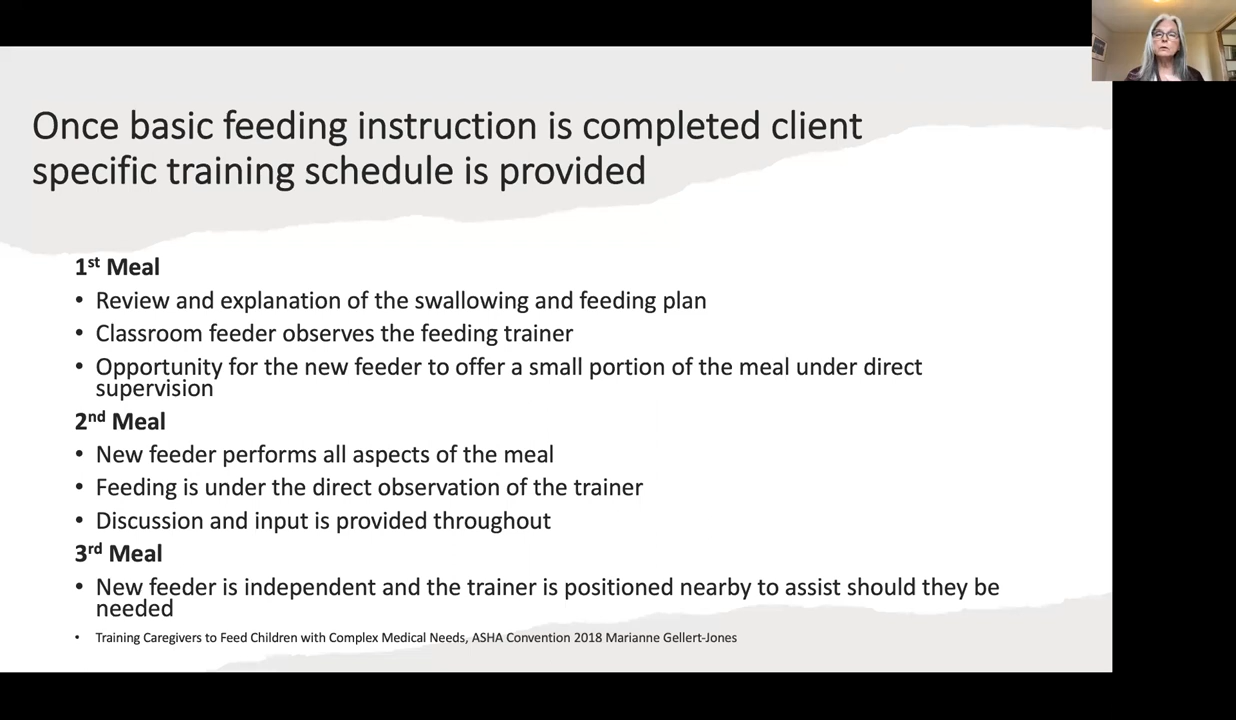 Once basic feeding instruction is completed client
specific training schedule is provided
1st Meal
• Review and explanation of the swallowing and feeding plan
• Classroom feeder observes the feeding trainer
• Opportunity for the new feeder to offer a small portion of the meal under direct
supervision
2nd Meal
• New feeder performs all aspects of the meal
• Feeding is under the direct observation of the trainer
• Discussion and input is provided throughout
3rd Meal
• New feeder is independent and the trainer is positioned nearby to assist should they be
needed
• Training Caregivers to Feed Children with Complex Medical Needs, ASHA Convention 2018 Marianne Gellert-Jones